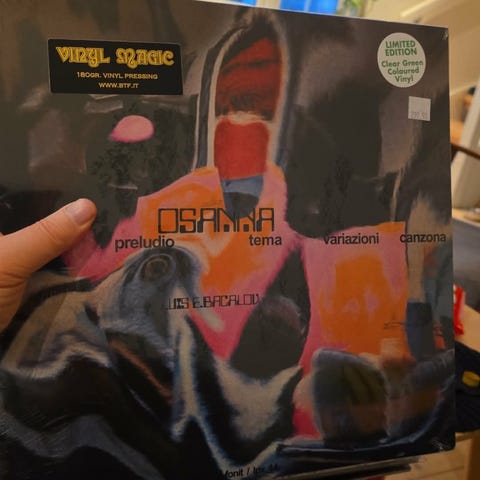 VINYL MAGIC
180GR. VINYL PRESSING
WWW.BTF.IT
LIMITED
EDITION
Clear Green
Coloured
Vinyl
OSANNA
preludio tema variazioni canzona
LUIS E.BACALOV